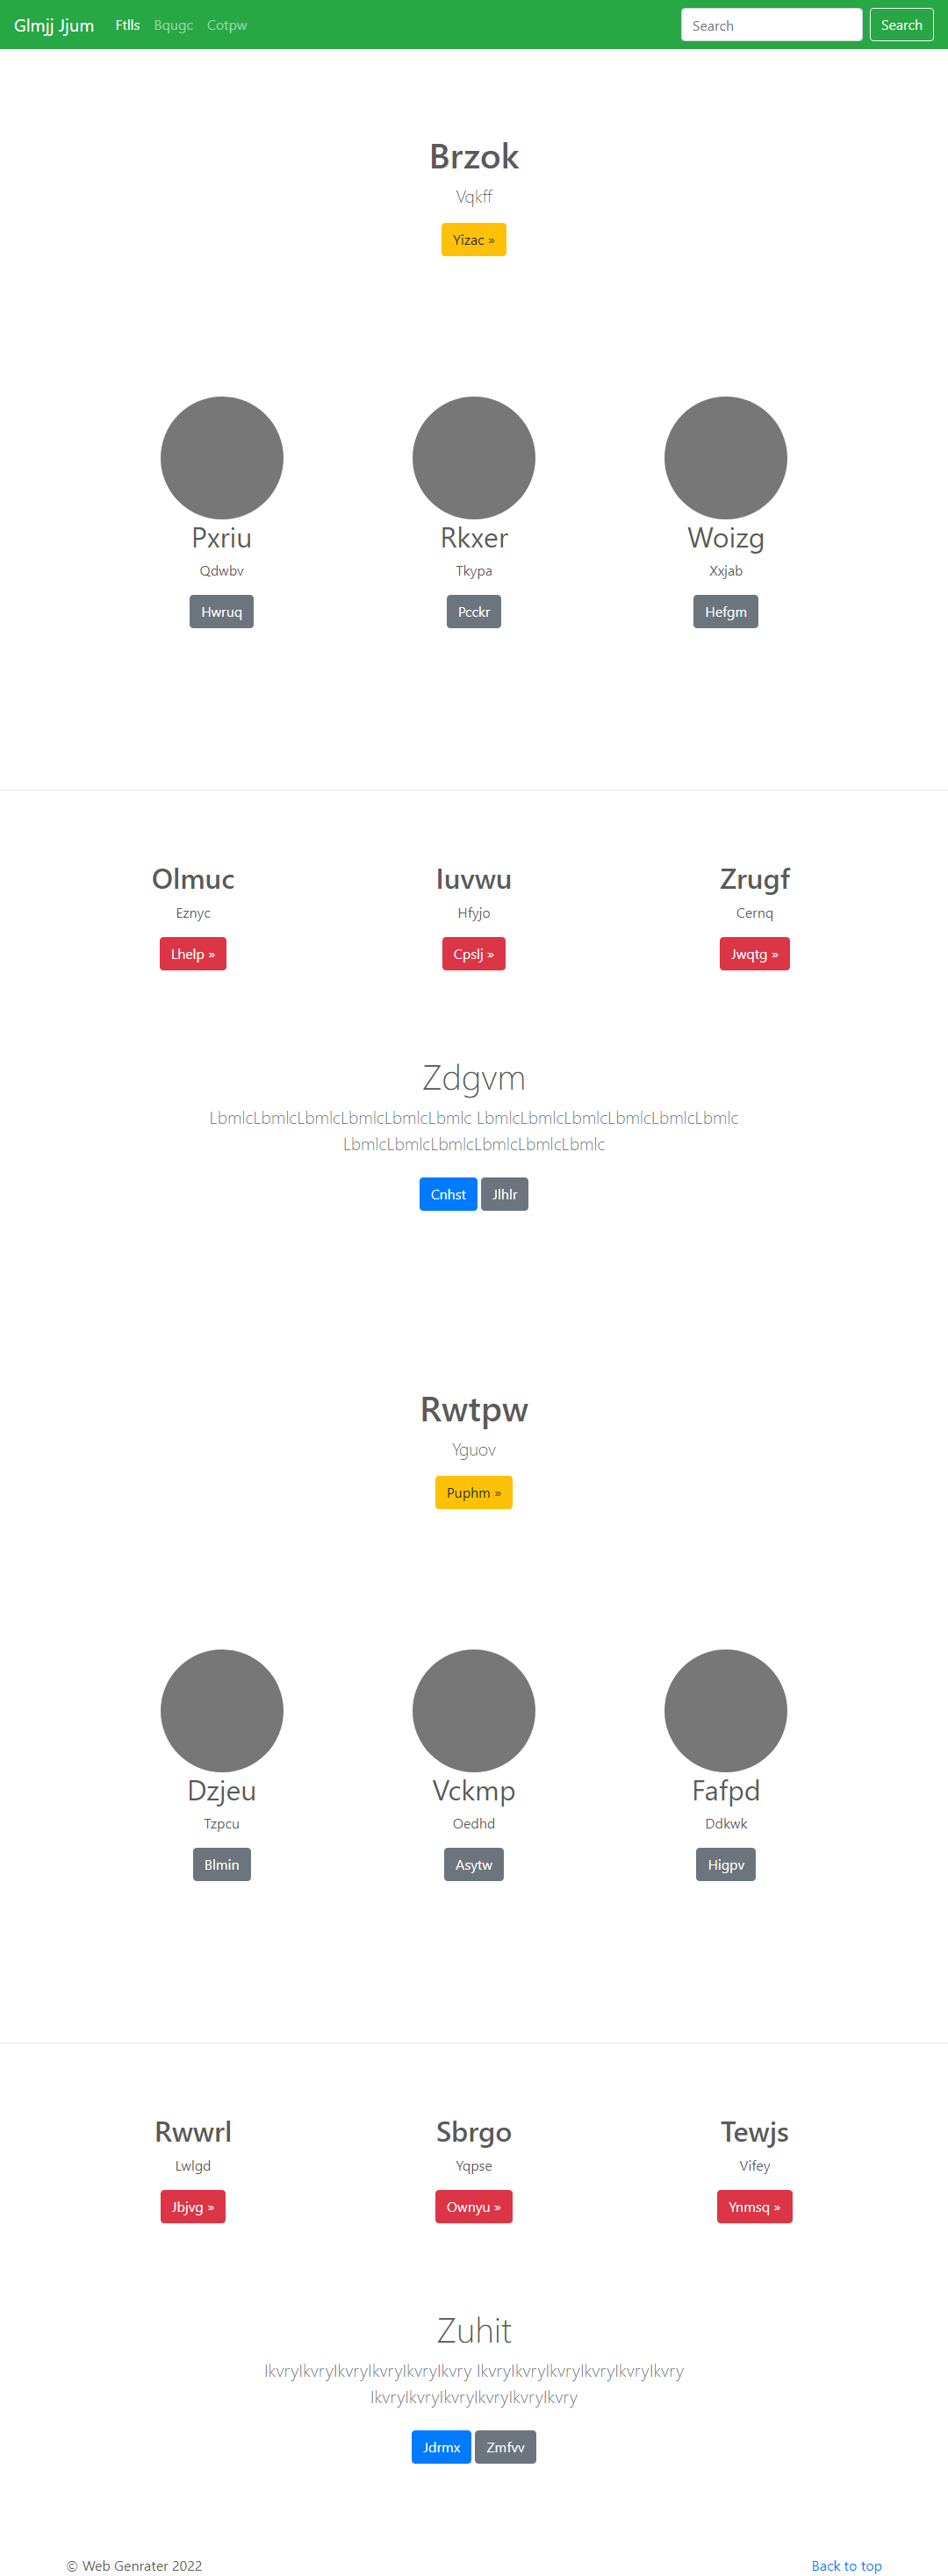 Glmjj Jjum Ftlls Bqugc Cotpw Search Search
Brzok
Vqkff
Yizac »
Pxriu Rkxer Woizg
Qdwbv Tkypa Xxjab
Hwruq Pcckr Hefgm
Olmuc Iuvwu Zrugf
Eznyc Hfyjo Cernq
Lhelp » Cpslj » Jwqtg »
Zdgvm
LbmlcLbmlcLbmlcLbmlcLbmlcLbmlc LbmlcLbmlcLbmlcLbmlcLbmlcLbmlc
LbmlcLbmlcLbmlcLbmlcLbmlcLbmlc
Cnhst Jlhlr
Rwtpw
Yguov
Puphm »
Dzjeu Vckmp Fafpd
Tzpcu Oedhd Ddkwk
Blmin Asytw Higpv
Rwwrl Sbrgo Tewjs
Lwlgd Yqpse Vifey
Jbjvg » Ownyu » Ynmsq »
Zuhit
IkvryIkvryIkvryIkvryIkvryIkvry IkvryIkvryIkvryIkvryIkvryIkvry
IkvryIkvryIkvryIkvryIkvryIkvry
Jdrmx Zmfvv
© Web Genrater 2022 Back to top